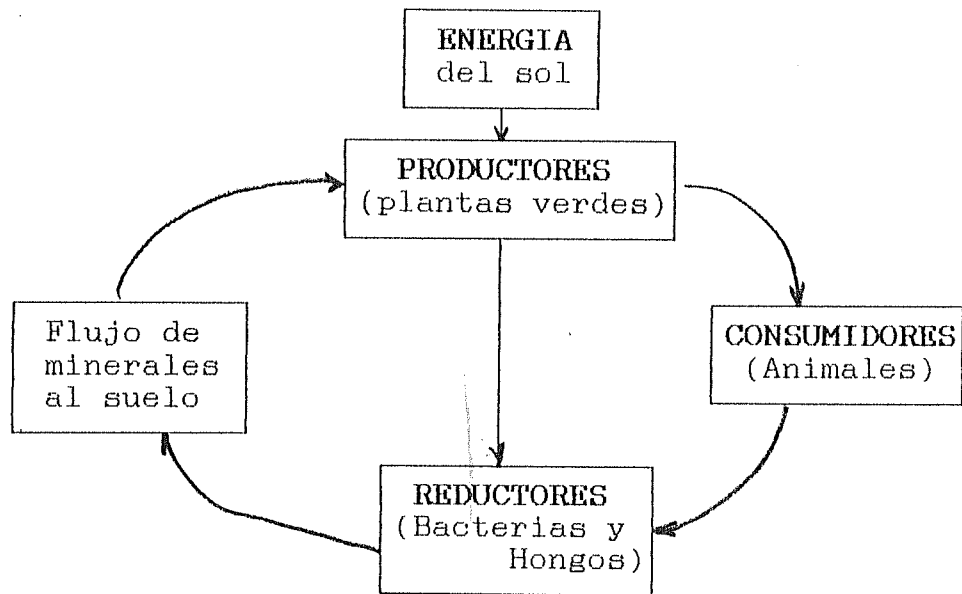 ENERGIA
del sol
PRODUCTORES
(plantas verdes)
Flujo de
minerales
al suelo
CONSUMIDORES
(Animales)
REDUCTORES
(Bacterias y
Hongos)